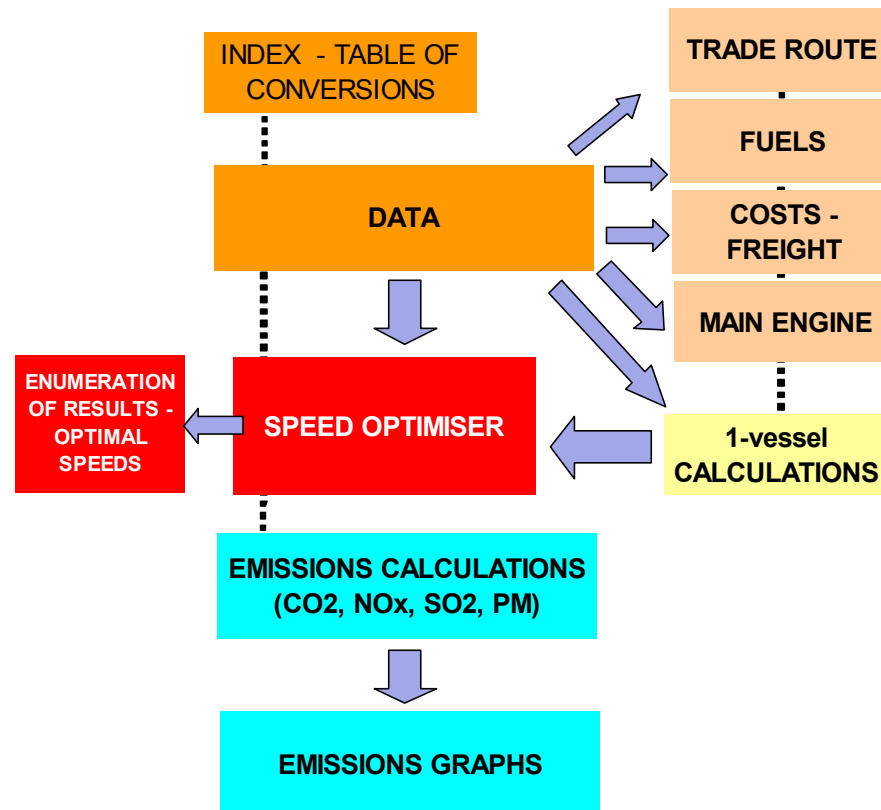 INDEX - TABLE OF
CONVERSIONS
TRADE ROUTE
FUELS
DATA
COSTS -
FREIGHT
MAIN ENGINE
ENUMERATION
OF RESULTS -
OPTIMAL
SPEEDS
SPEED OPTIMISER
1-vessel
CALCULATIONS
EMISSIONS CALCULATIONS
(CO2, NOx, SO2, PM)
EMISSIONS GRAPHS